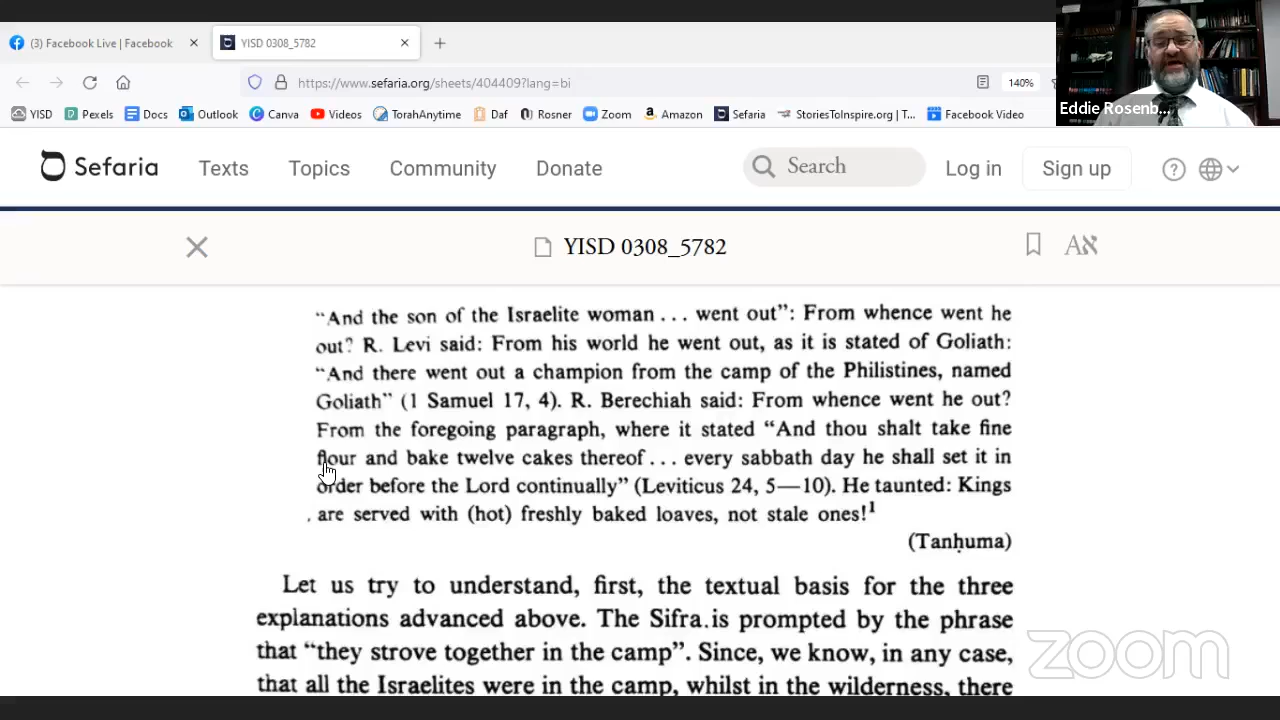 (3) Facebook Live | Facebook
YISD 0308_5782
https://www.sefaria.org/sheets/404409?lang=bi
140%
YISD Pexels Docs Outlook Canva Videos TorahAnytime Daf Rosner Zoom Amazon Sefaria StoriesToInspire.org | T... Facebook Video
Eddie Rosenb...
Sefaria Texts Topics Community Donate Search Log in Sign up
YISD 0308_5782
Aא
“And the son of the Israelite woman . . . went out”: From whence went he
out? R. Levi said: From his world he went out, as it is stated of Goliath:
“And there went out a champion from the camp of the Philistines, named
Goliath” (1 Samuel 17, 4). R. Berechiah said: From whence went he out?
From the foregoing paragraph, where it stated “And thou shalt take fine
flour and bake twelve cakes thereof . . . every sabbath day he shall set it in
order before the Lord continually” (Leviticus 24, 5—10). He taunted: Kings
are served with (hot) freshly baked loaves, not stale ones!¹
(Tanḥuma)
Let us try to understand, first, the textual basis for the three
explanations advanced above. The Sifra.is prompted by the phrase
that “they strove together in the camp”. Since, we know, in any case,
that all the Israelites were in the camp, whilst in the wilderness, there
zoom